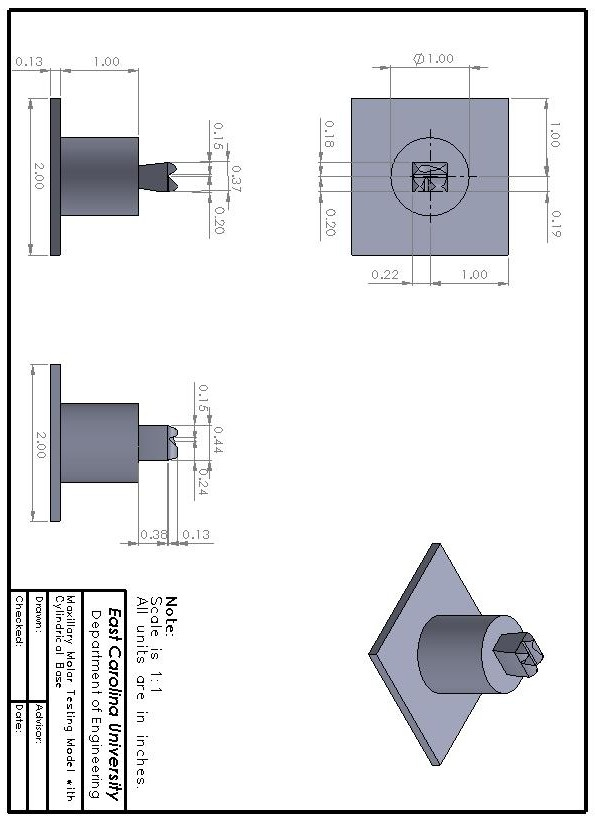 0.13
1.00
2.00
0.15
0.37
0.20
Ø1.00
0.18
0.20
1.00
0.19
0.22
1.00
2.00
0.15
0.44
0.24
0.38
0.13
Note:
Scale is 1:1
All units are in inches.
East Carolina University
Department of Engineering
Maxillary Molar Testing Model with
Cylindrical Base
Drawn:
Advisor:
Checked:
Date: